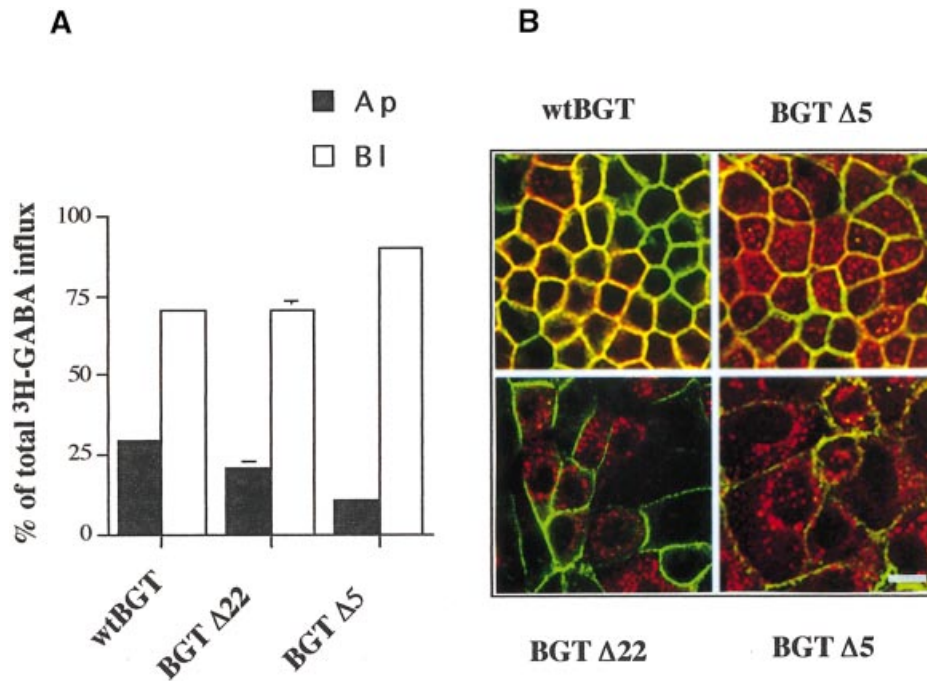 A
B
Ap
Bl
% of total ³H-GABA influx
100
75
50
25
0
wtBGT
BGT Δ22
BGT Δ5
wtBGT
BGT Δ5
BGT Δ22
BGT Δ5